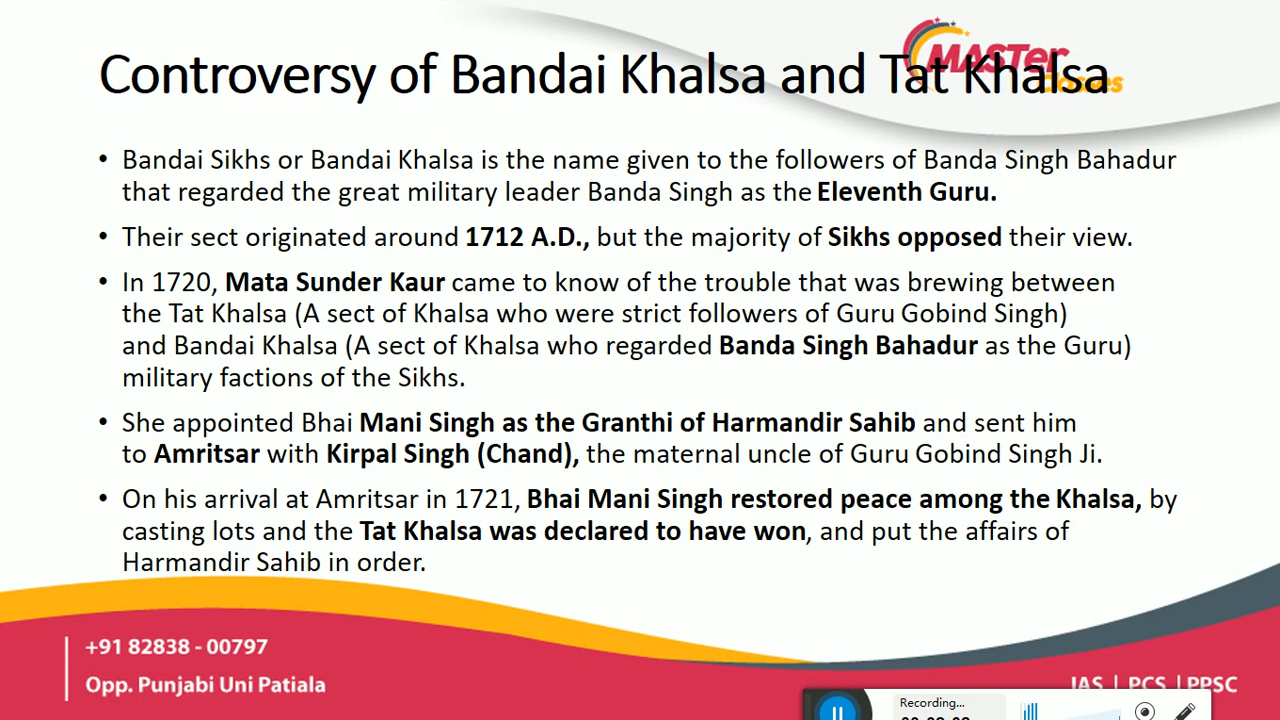 MASTer
Classes
Controversy of Bandai Khalsa and Tat Khalsa
• Bandai Sikhs or Bandai Khalsa is the name given to the followers of Banda Singh Bahadur
that regarded the great military leader Banda Singh as the Eleventh Guru.
• Their sect originated around 1712 A.D., but the majority of Sikhs opposed their view.
• In 1720, Mata Sunder Kaur came to know of the trouble that was brewing between
the Tat Khalsa (A sect of Khalsa who were strict followers of Guru Gobind Singh)
and Bandai Khalsa (A sect of Khalsa who regarded Banda Singh Bahadur as the Guru)
military factions of the Sikhs.
• She appointed Bhai Mani Singh as the Granthi of Harmandir Sahib and sent him
to Amritsar with Kirpal Singh (Chand), the maternal uncle of Guru Gobind Singh Ji.
• On his arrival at Amritsar in 1721, Bhai Mani Singh restored peace among the Khalsa, by
casting lots and the Tat Khalsa was declared to have won, and put the affairs of
Harmandir Sahib in order.
+91 82838 - 00797
Opp. Punjabi Uni Patiala
IAS | PCS | PPSC
Recording...